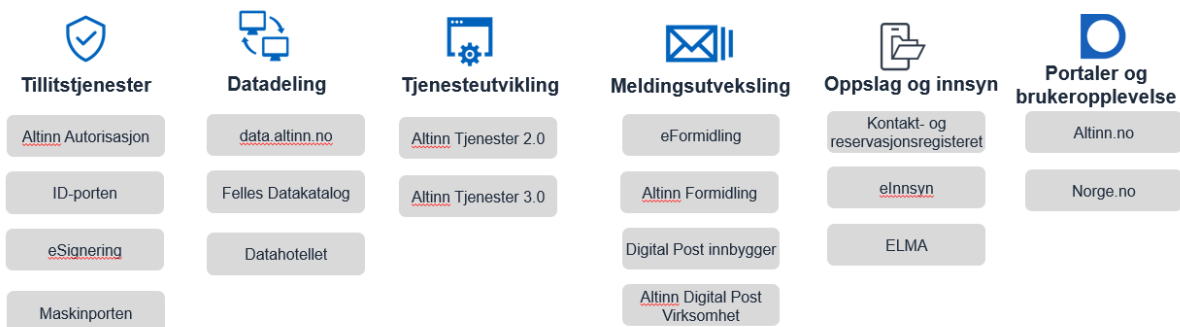 Tillitstjenester
Altinn Autorisasjon
ID-porten
eSignering
Maskinporten
Datadeling
data.altinn.no
Felles Datakatalog
Datahotellet
Tjenesteutvikling
Altinn Tjenester 2.0
Altinn Tjenester 3.0
Meldingsutveksling
eFormidling
Altinn Formidling
Digital Post innbygger
Altinn Digital Post
Virksomhet
Oppslag og innsyn
Kontakt- og
reservasjonsregisteret
eInnsyn
ELMA
Portaler og
brukeropplevelse
Altinn.no
Norge.no